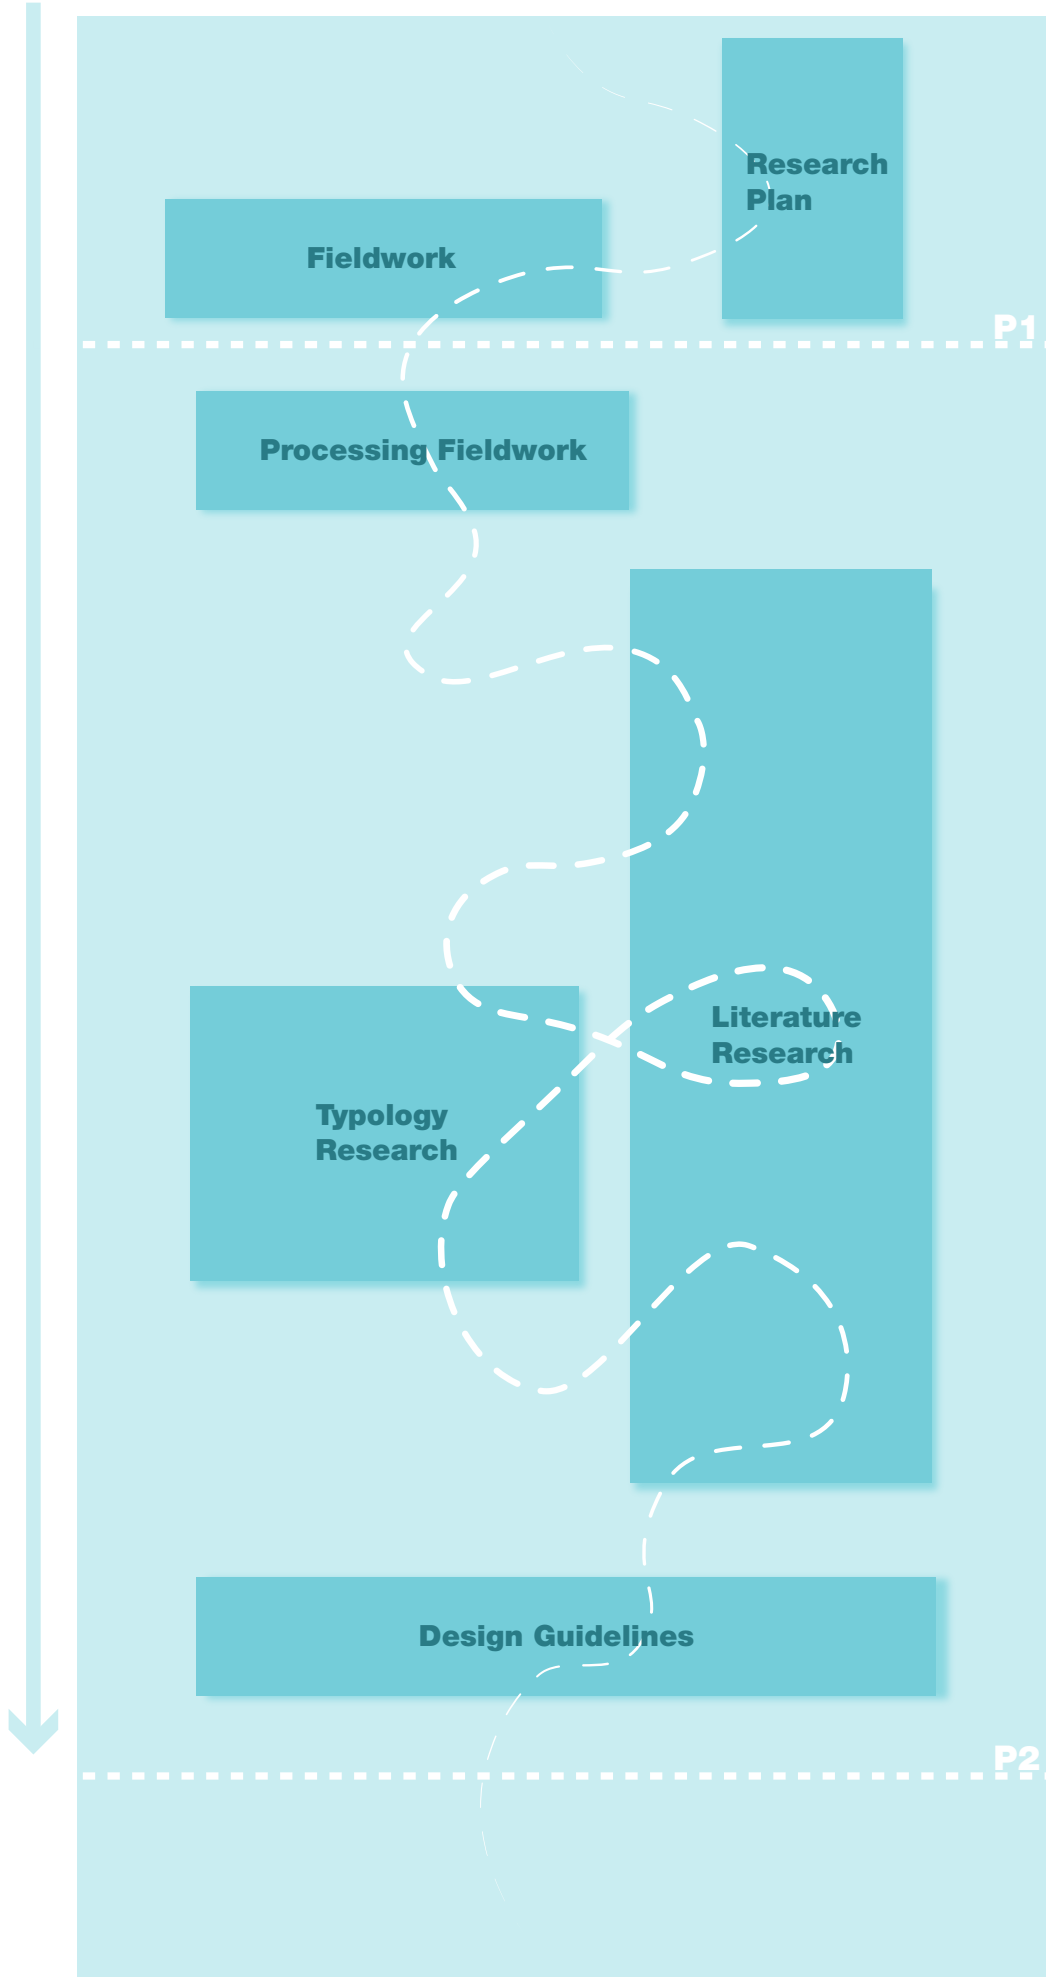 Research
Plan
Fieldwork
P1
Processing Fieldwork
Literature
Research
Typology
Research
Design Guidelines
P2